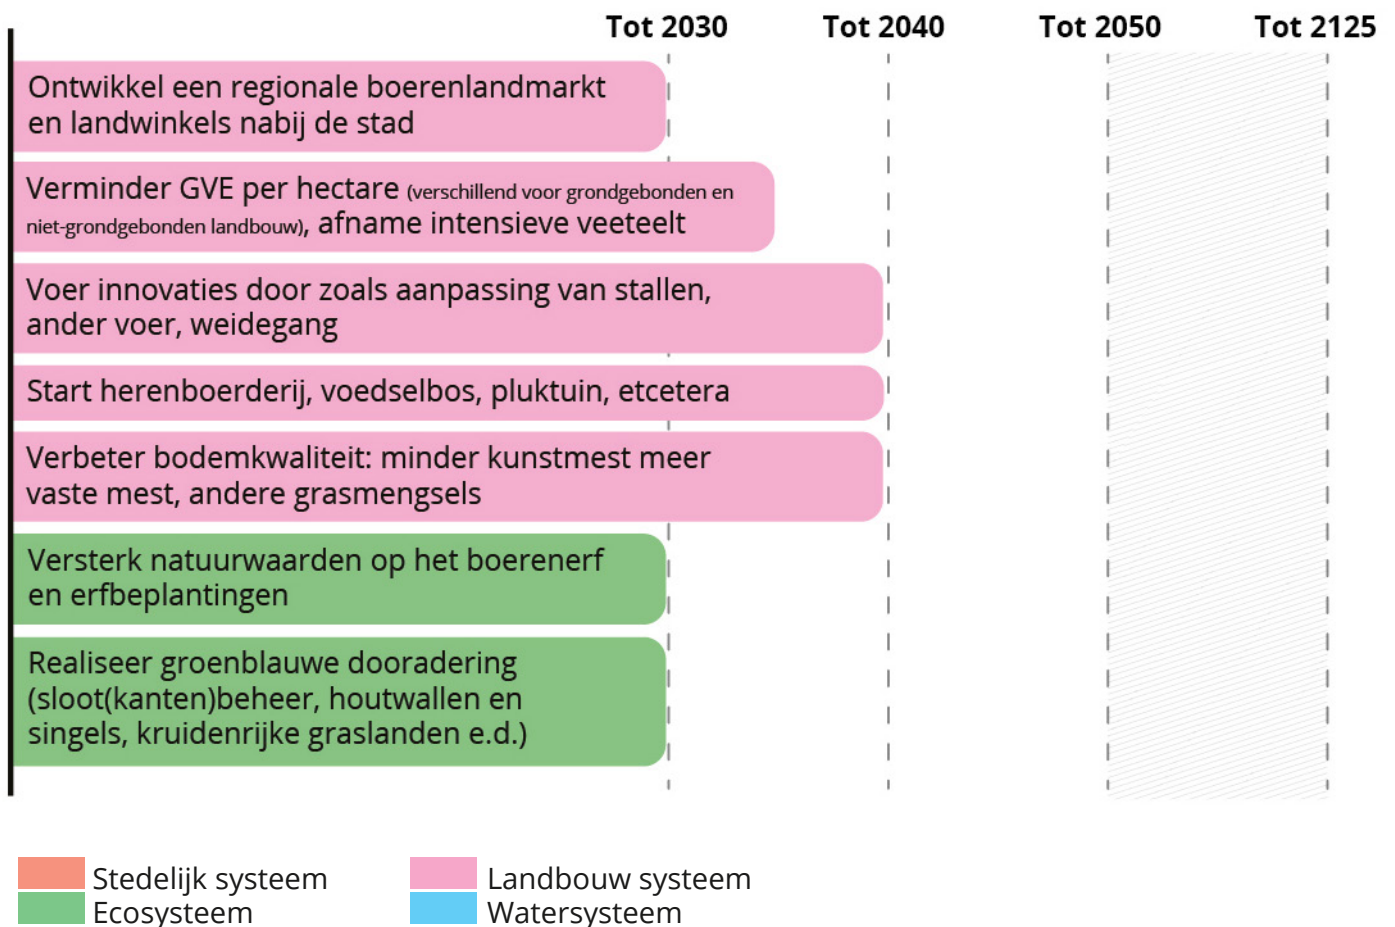 Tot 2030 Tot 2040 Tot 2050 Tot 2125
Ontwikkel een regionale boerenlandmarkt
en landwinkels nabij de stad
Verminder GVE per hectare (verschillend voor grondgebonden en
niet-grondgebonden landbouw), afname intensieve veeteelt
Voer innovaties door zoals aanpassing van stallen,
ander voer, weidegang
Start herenboerderij, voedselbos, pluktuin, etcetera
Verbeter bodemkwaliteit: minder kunstmest meer
vaste mest, andere grasmengsels
Versterk natuurwaarden op het boerenerf
en erfbeplantingen
Realiseer groenblauwe dooradering
(sloot(kanten)beheer, houtwallen en
singels, kruidenrijke graslanden e.d.)
Stedelijk systeem
Ecosysteem
Landbouw systeem
Watersysteem